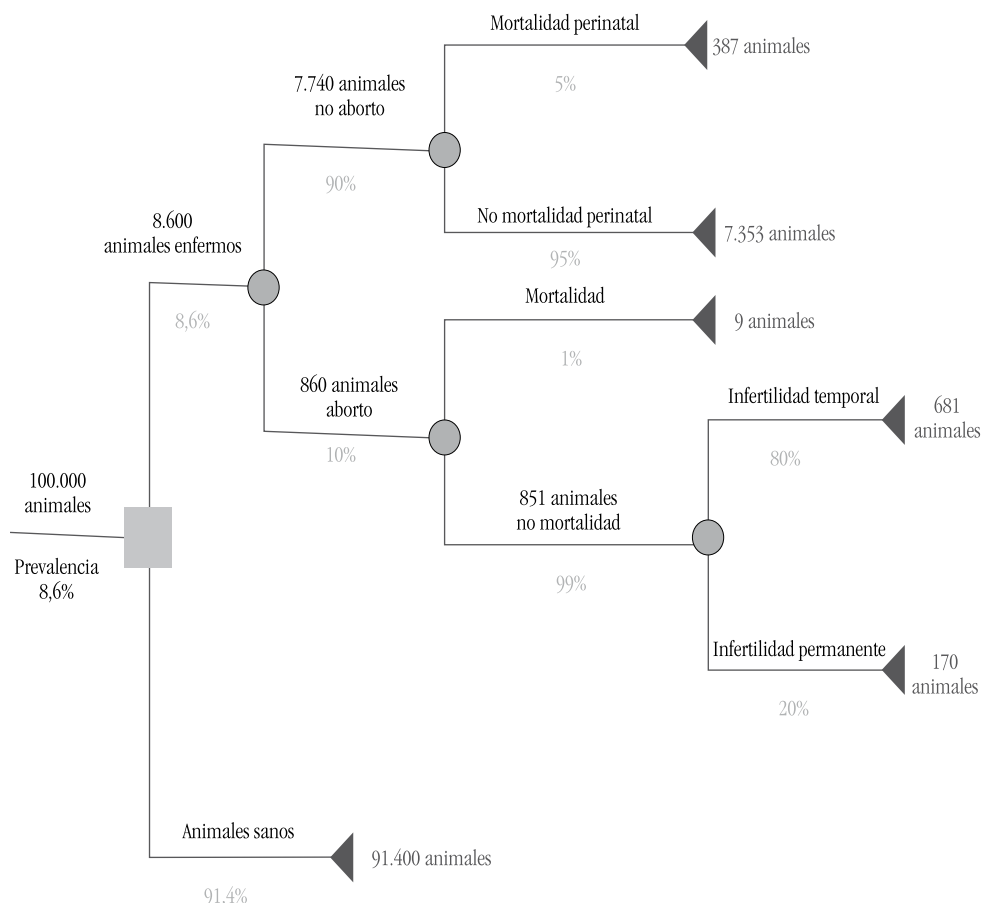 Mortalidad perinatal
387 animales
5%
7.740 animales
no aborto
90%
No mortalidad perinatal
7.353 animales
95%
8.600
animales enfermos
8,6%
Mortalidad
9 animales
1%
860 animales
aborto
10%
Infertilidad temporal
681
animales
80%
100.000
animales
Prevalencia
8,6%
851 animales
no mortalidad
99%
Infertilidad permanente
170
animales
20%
Animales sanos
91.400 animales
91,4%